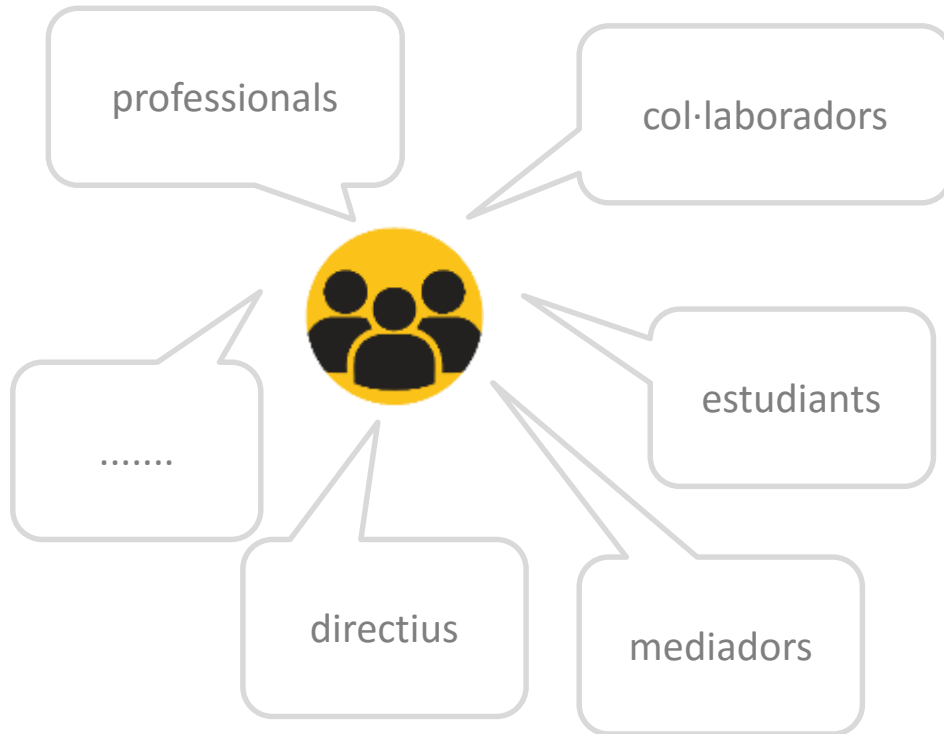 professionals
col·laboradors
estudiants
.......
directius
mediadors